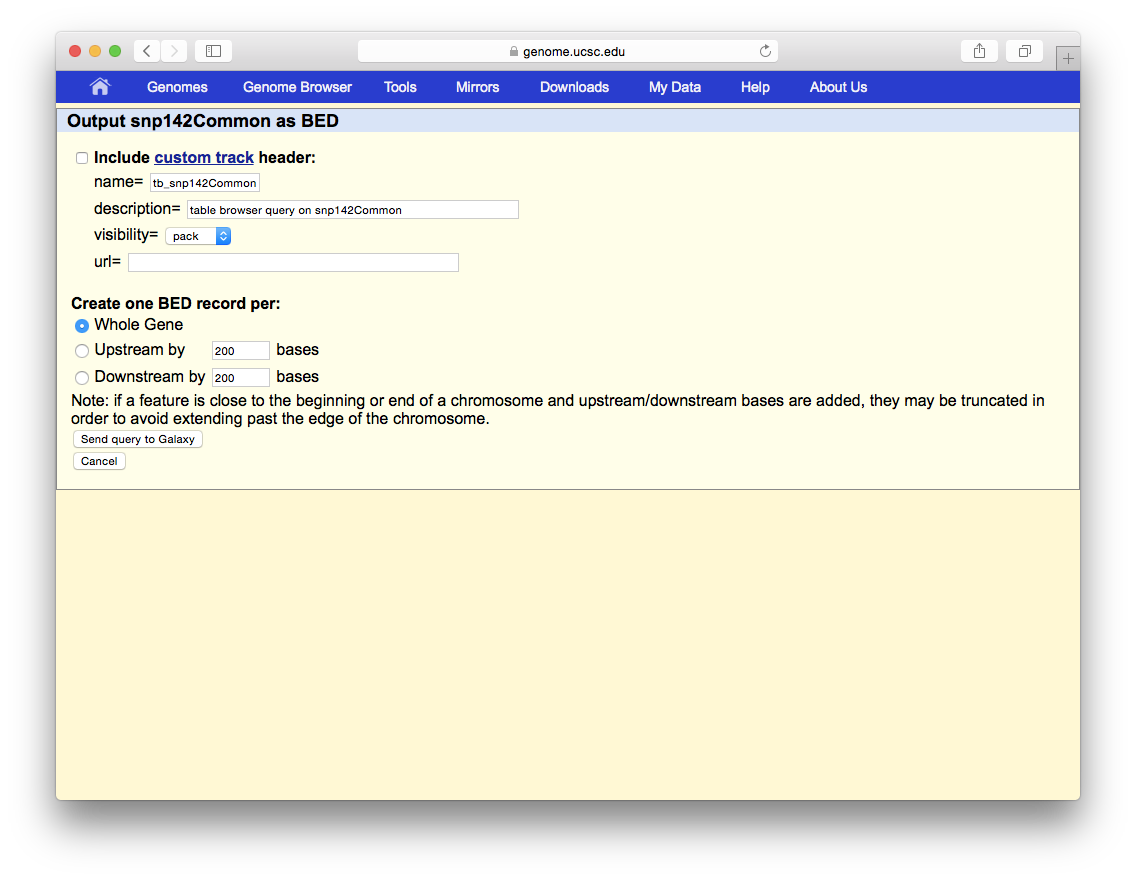 genome.ucsc.edu
Genomes Genome Browser Tools Mirrors Downloads My Data Help About Us
Output snp142Common as BED
Include custom track header:
name= tb_snp142Common
description= table browser query on snp142Common
visibility= pack
url=
Create one BED record per:
Whole Gene
Upstream by 200 bases
Downstream by 200 bases
Note: if a feature is close to the beginning or end of a chromosome and upstream/downstream bases are added, they may be truncated in
order to avoid extending past the edge of the chromosome.
Send query to Galaxy
Cancel